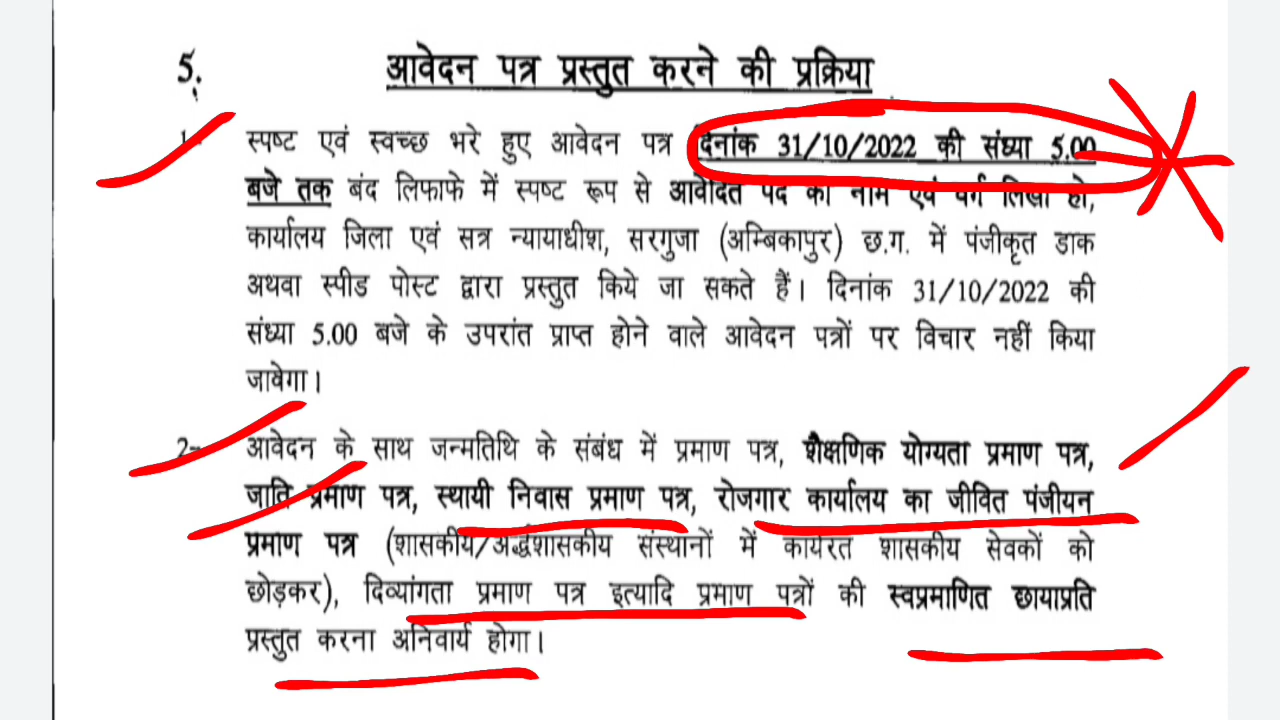 5. आवेदन पत्र प्रस्तुत करने की प्रक्रिया
1- स्पष्ट एवं स्वच्छ भरे हुए आवेदन पत्र दिनांक 31/10/2022 की संध्या 5.00
बजे तक बंद लिफाफे में स्पष्ट रूप से आवेदित पद का नाम एवं वर्ग लिखा हो,
कार्यालय जिला एवं सत्र न्यायाधीश, सरगुजा (अम्बिकापुर) छ.ग. में पंजीकृत डाक
अथवा स्पीड पोस्ट द्वारा प्रस्तुत किये जा सकते हैं। दिनांक 31/10/2022 की
संध्या 5.00 बजे के उपरांत प्राप्त होने वाले आवेदन पत्रों पर विचार नहीं किया
जावेगा।
2- आवेदन के साथ जन्मतिथि के संबंध में प्रमाण पत्र, शैक्षणिक योग्यता प्रमाण पत्र,
जाति प्रमाण पत्र, स्थायी निवास प्रमाण पत्र, रोजगार कार्यालय का जीवित पंजीयन
प्रमाण पत्र (शासकीय/अर्द्धशासकीय संस्थानों में कार्यरत शासकीय सेवकों को
छोड़कर), दिव्यांगता प्रमाण पत्र इत्यादि प्रमाण पत्रों की स्वप्रमाणित छायाप्रति
प्रस्तुत करना अनिवार्य होगा।